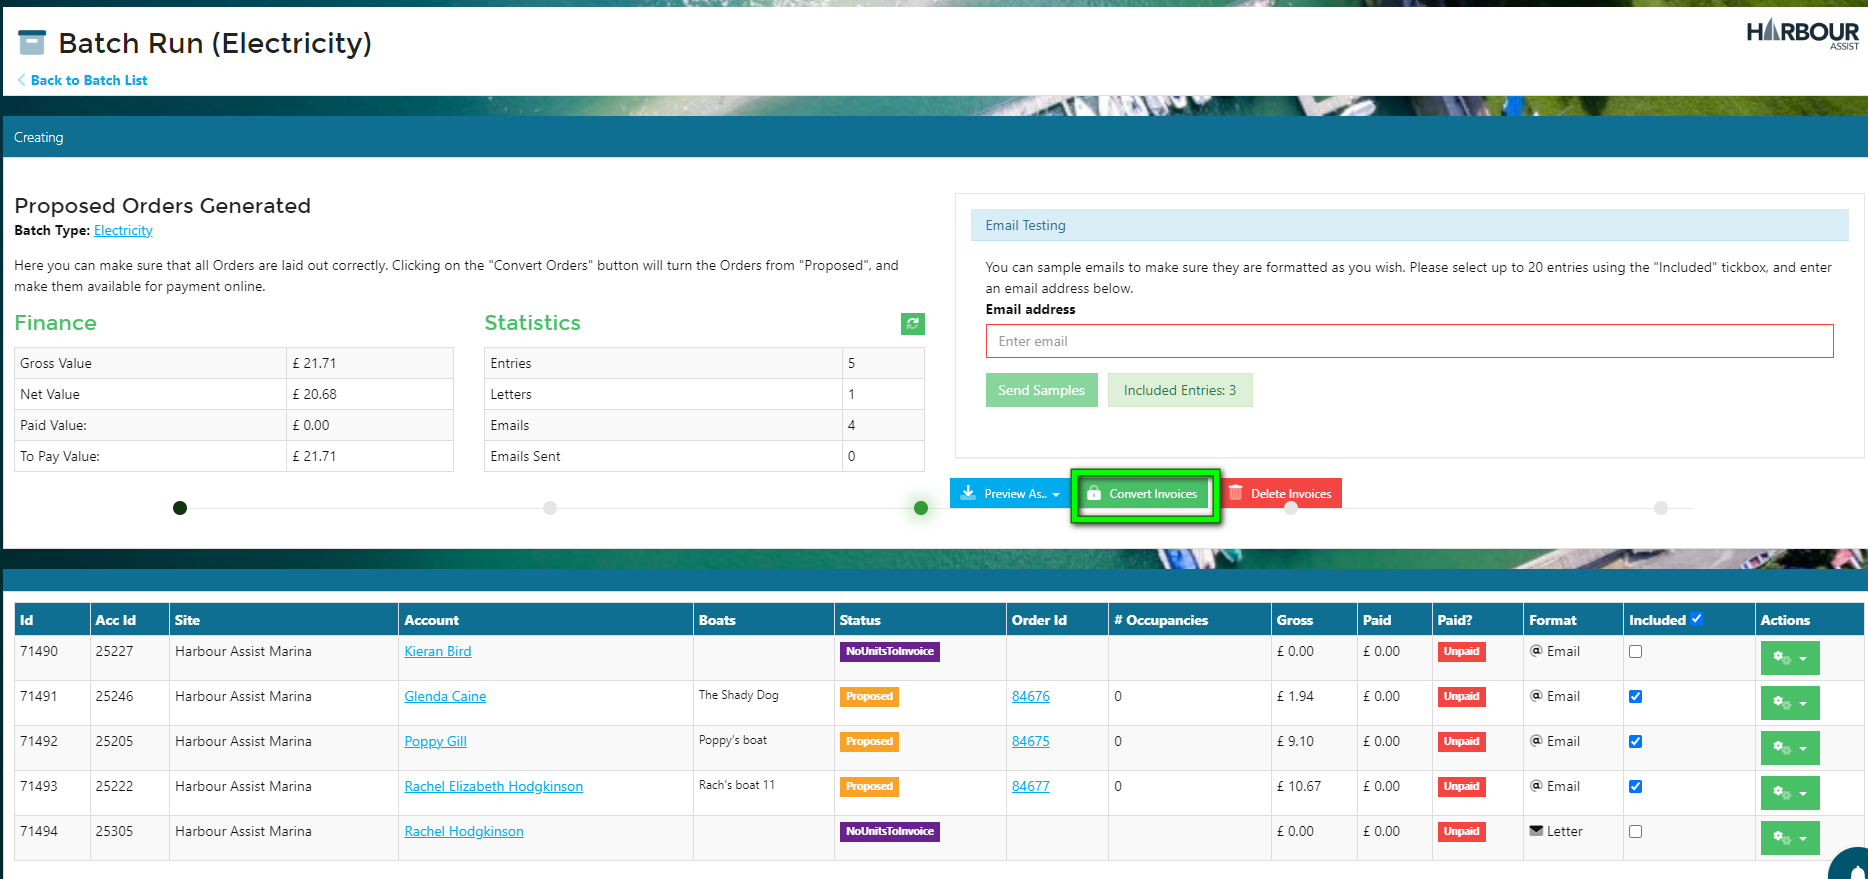 Batch Run (Electricity)
HARBOUR
ASSIST
Back to Batch List
Creating
Proposed Orders Generated
Batch Type: Electricity
Here you can make sure that all Orders are laid out correctly. Clicking on the "Convert Orders" button will turn the Orders from "Proposed", and
make them available for payment online.
Finance
Gross Value £ 21.71
Net Value £ 20.68
Paid Value: £ 0.00
To Pay Value: £ 21.71
Statistics
Entries 5
Letters 1
Emails 4
Emails Sent 0
Email Testing
You can sample emails to make sure they are formatted as you wish. Please select up to 20 entries using the "Included" tickbox, and enter
an email address below.
Email address
Enter email
Send Samples Included Entries: 3
Preview As.. Convert Invoices Delete Invoices
Id Acc Id Site Account Boats Status Order Id # Occupancies Gross Paid Paid? Format Included Actions
71490 25227 Harbour Assist Marina Kieran Bird NoUnitsToInvoice £ 0.00 £ 0.00 Unpaid Email
71491 25246 Harbour Assist Marina Glenda Caine The Shady Dog Proposed 84676 0 £ 1.94 £ 0.00 Unpaid Email
71492 25205 Harbour Assist Marina Poppy Gill Poppy's boat Proposed 84675 0 £ 9.10 £ 0.00 Unpaid Email
71493 25222 Harbour Assist Marina Rachel Elizabeth Hodgkinson Rach's boat 11 Proposed 84677 0 £ 10.67 £ 0.00 Unpaid Email
71494 25305 Harbour Assist Marina Rachel Hodgkinson NoUnitsToInvoice £ 0.00 £ 0.00 Unpaid Letter